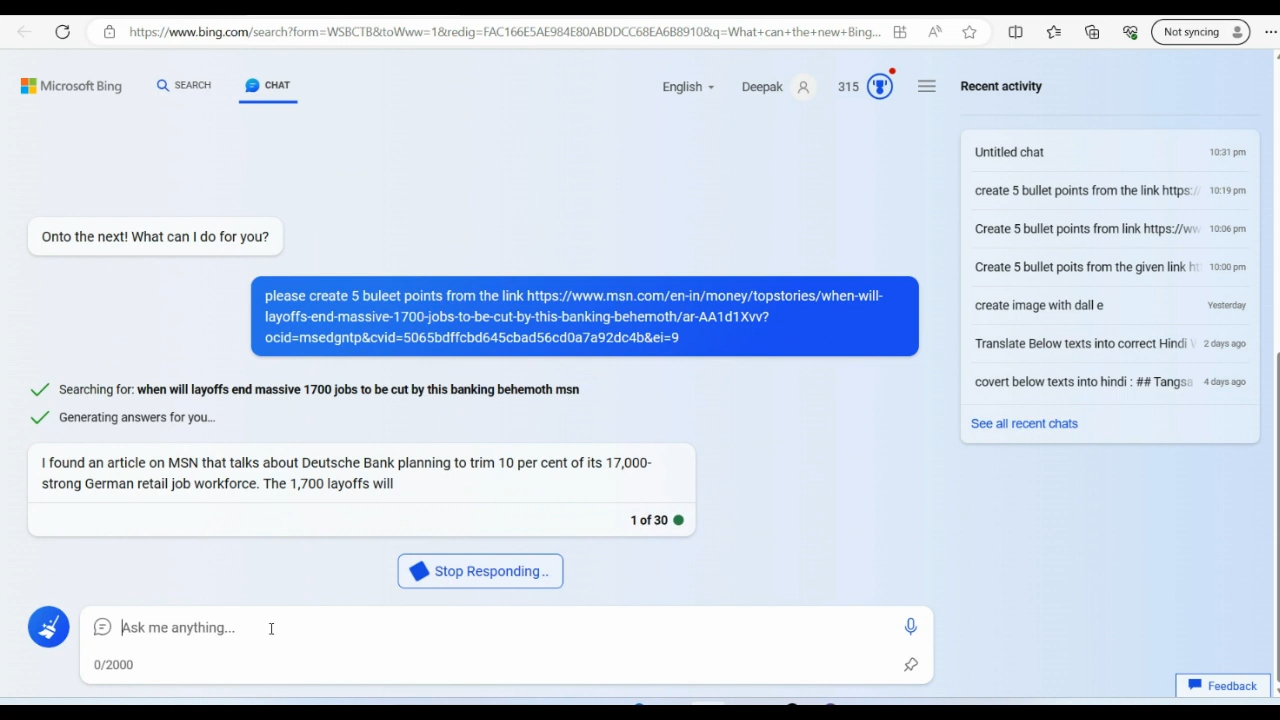 https://www.bing.com/search?form=WSBCTB&toWww=1&redig=FAC166E5AE984E80ABDDCC68EA6B8910&q=What+can+the+new+Bing...
Not syncing
Microsoft Bing
SEARCH
CHAT
English
Deepak
315
Recent activity
Untitled chat 10:31 pm
create 5 bullet points from the link https:/ 10:19 pm
Create 5 bullet points from link https://ww 10:06 pm
Create 5 bullet poits from the given link ht 10:00 pm
create image with dall e Yesterday
Translate Below texts into correct Hindi 2 days ago
covert below texts into hindi : ## Tangsa 4 days ago
See all recent chats
Onto the next! What can I do for you?
please create 5 buleet points from the link https://www.msn.com/en-in/money/topstories/when-will-
layoffs-end-massive-1700-jobs-to-be-cut-by-this-banking-behemoth/ar-AA1d1Xvv?
ocid=msedgntp&cvid=5065bdffcbd645cbad56cd0a7a92dc4b&ei=9
Searching for: when will layoffs end massive 1700 jobs to be cut by this banking behemoth msn
Generating answers for you...
I found an article on MSN that talks about Deutsche Bank planning to trim 10 per cent of its 17,000-
strong German retail job workforce. The 1,700 layoffs will
1 of 30
Stop Responding..
Ask me anything...
0/2000
Feedback